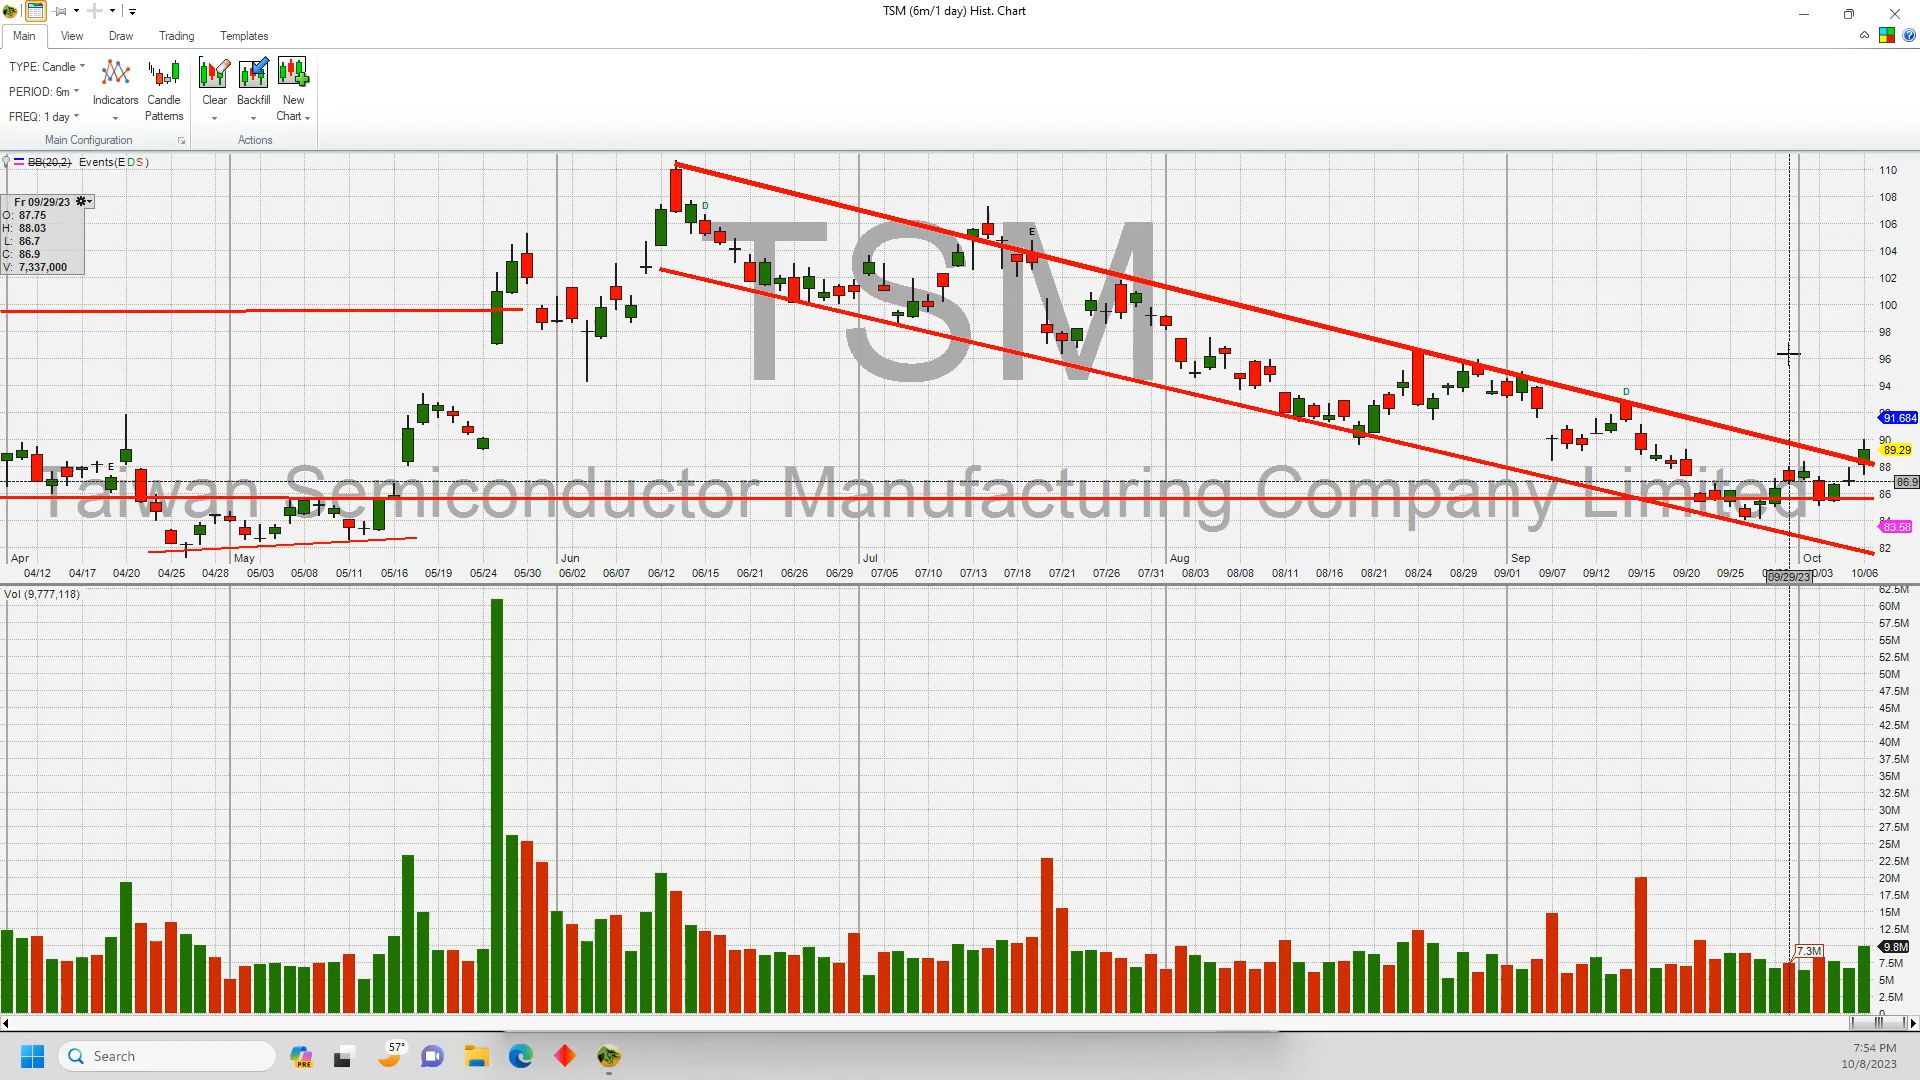 TSM (6m/1 day) Hist. Chart
Main View Draw Trading Templates
TYPE: Candle
PERIOD: 6m
FREQ: 1 day
Indicators
Candle Patterns
Clear
Backfill
New Chart
Main Configuration
Actions
BB(20,2) Events(EDS)
Fr 09/29/23
O: 87.75
H: 88.03
L: 86.7
C: 86.9
V: 7,337,000
TSM
Taiwan Semiconductor Manufacturing Company Limited
E
D
E
D
110
108
106
104
102
100
98
96
94
91.684
90
89.29
88
86.9
86
83.58
82
Apr May Jun Jul Aug Sep Oct
04/12 04/17 04/20 04/25 04/28 05/03 05/08 05/11 05/16 05/19 05/24 05/30 06/02 06/07 06/12 06/15 06/21 06/26 06/29 07/05 07/10 07/13 07/18 07/21 07/26 07/31 08/03 08/08 08/11 08/16 08/21 08/24 08/29 09/01 09/07 09/12 09/15 09/20 09/25 09/29/23 10/06
Vol (9,777,118)
62.5M
60M
57.5M
55M
52.5M
50M
47.5M
45M
42.5M
40M
37.5M
35M
32.5M
30M
27.5M
25M
22.5M
20M
17.5M
15M
12.5M
9.8M
7.3M
7.5M
5M
2.5M
Search
PRE
57°
7:54 PM
10/8/2023